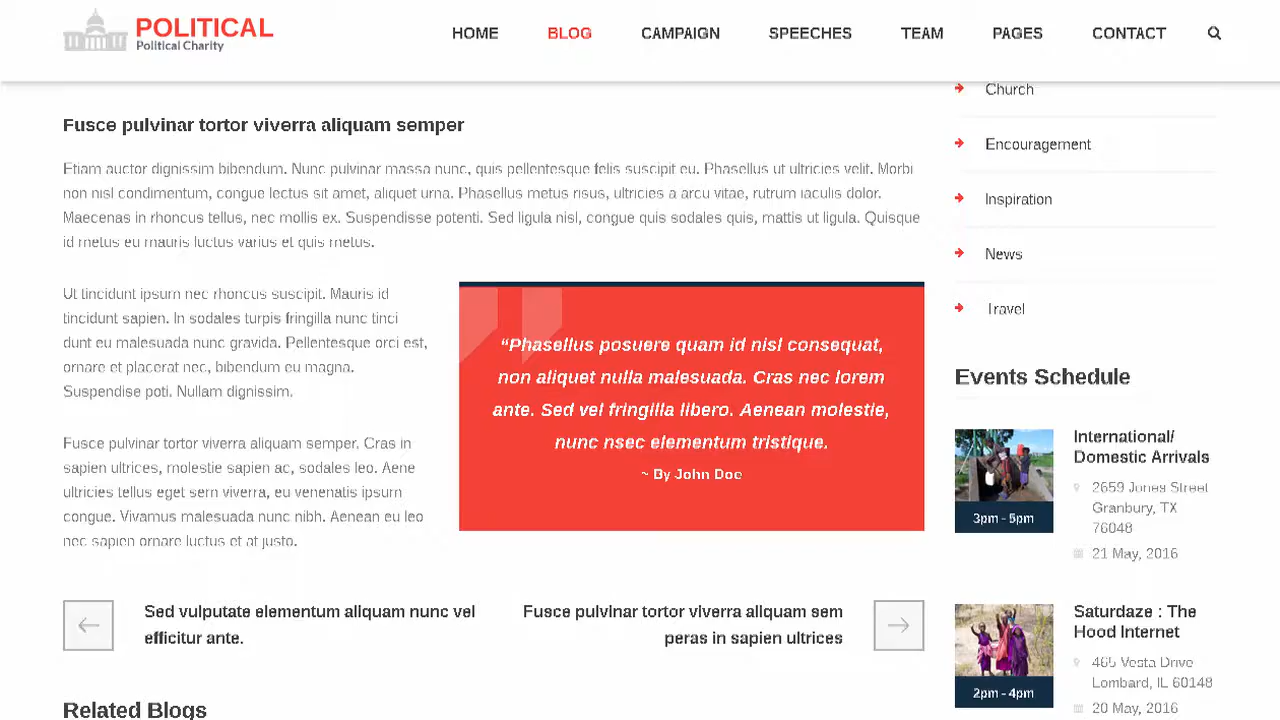 POLITICAL
Political Charity
HOME BLOG CAMPAIGN SPEECHES TEAM PAGES CONTACT
Fusce pulvinar tortor viverra aliquam semper
Etiam auctor dignissim bibendum. Nunc pulvinar massa nunc, quis pellentesque felis suscipit eu. Phasellus ut ultricies velit. Morbi
non nisl condimentum, congue lectus sit amet, aliquet urna. Phasellus metus risus, ultricies a arcu vitae, rutrum iaculis dolor.
Maecenas in rhoncus tellus, nec mollis ex. Suspendisse potenti. Sed ligula nisl, congue quis sodales quis, mattis ut ligula. Quisque
id metus eu mauris luctus varius et quis metus.
Ut tincidunt ipsum nec rhoncus suscipit. Mauris id
tincidunt sapien. In sodales turpis fringilla nunc tinci
dunt eu malesuada nunc gravida. Pellentesque orci est,
ornare et placerat nec, bibendum eu magna.
Suspendise poti. Nullam dignissim.
Fusce pulvinar tortor viverra aliquam semper. Cras in
sapien ultrices, molestie sapien ac, sodales leo. Aene
ultricies tellus eget sem viverra, eu venenatis ipsum
congue. Vivamus malesuada nunc nibh. Aenean eu leo
nec sapien ornare luctus et at justo.
“Phasellus posuere quam id nisl consequat,
non aliquet nulla malesuada. Cras nec lorem
ante. Sed vel fringilla libero. Aenean molestie,
nunc nsec elementum tristique.
~ By John Doe
Sed vulputate elementum aliquam nunc vel
efficitur ante.
Fusce pulvinar tortor viverra aliquam sem
peras in sapien ultrices
Related Blogs
Church
Encouragement
Inspiration
News
Travel
Events Schedule
3pm - 5pm
International/
Domestic Arrivals
2659 Jones Street
Granbury, TX
76048
21 May, 2016
2pm - 4pm
Saturdaze : The
Hood Internet
465 Vesta Drive
Lombard, IL 60148
20 May, 2016